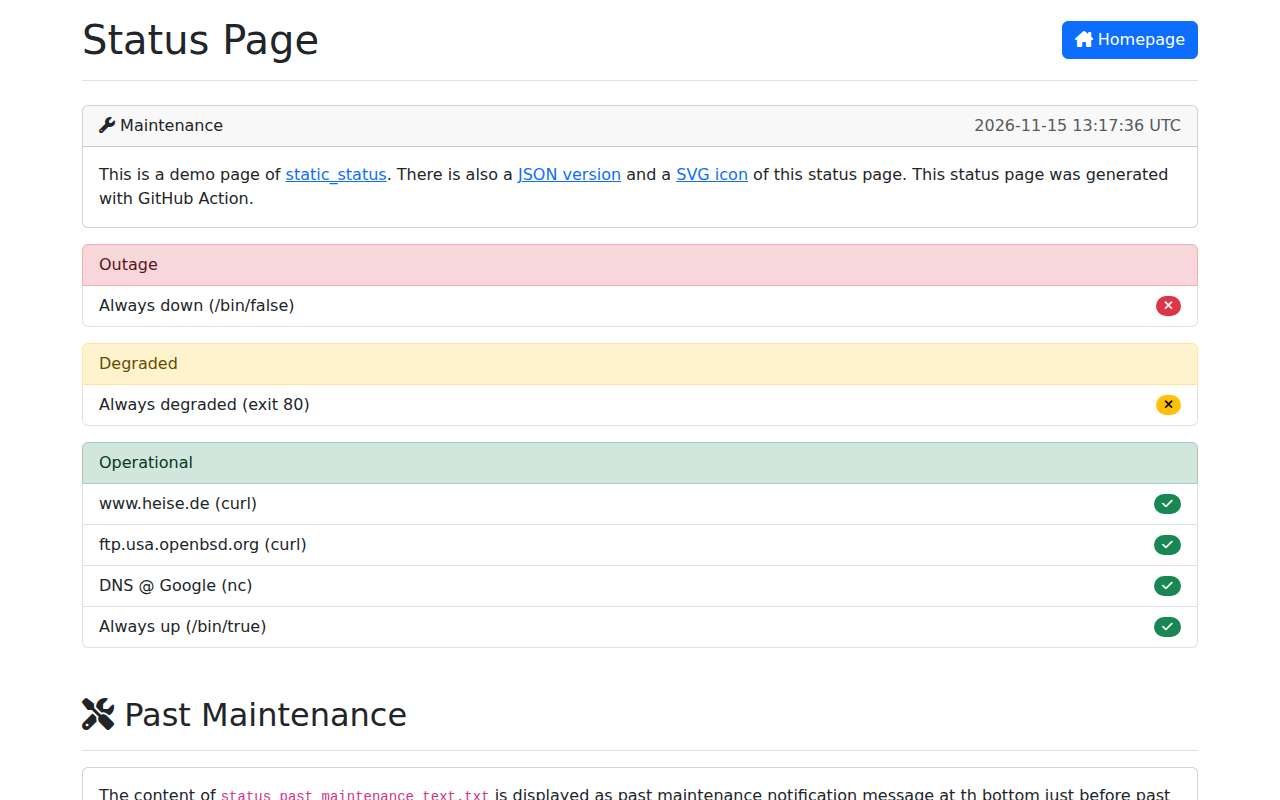 Status Page
Homepage
Maintenance
2026-11-15 13:17:36 UTC
This is a demo page of static_status. There is also a JSON version and a SVG icon of this status page. This status page was generated
with GitHub Action.
Outage
Always down (/bin/false)
Degraded
Always degraded (exit 80)
Operational
www.heise.de (curl)
ftp.usa.openbsd.org (curl)
DNS @ Google (nc)
Always up (/bin/true)
Past Maintenance
The content of status_past_maintenance_text.txt is displayed as past maintenance notification message at th bottom just before past